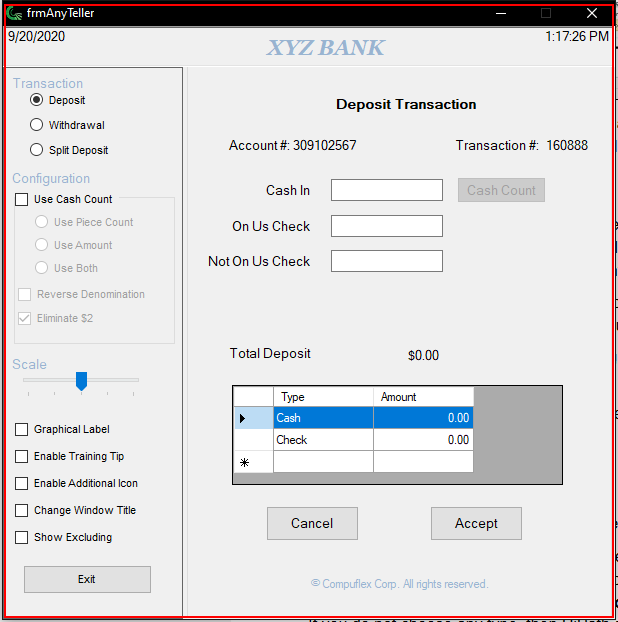 frmAnyTeller
9/20/2020
1:17:26 PM
XYZ BANK
Transaction
Deposit
Withdrawal
Split Deposit
Configuration
Use Cash Count
Use Piece Count
Use Amount
Use Both
Reverse Denomination
Eliminate $2
Scale
Graphical Label
Enable Training Tip
Enable Additional Icon
Change Window Title
Show Excluding
Exit
Deposit Transaction
Account #: 309102567 Transaction #: 160888
Cash In Cash Count
On Us Check
Not On Us Check
Total Deposit $0.00
Type Amount
Cash 0.00
Check 0.00
Cancel Accept
© Compuflex Corp. All rights reserved.